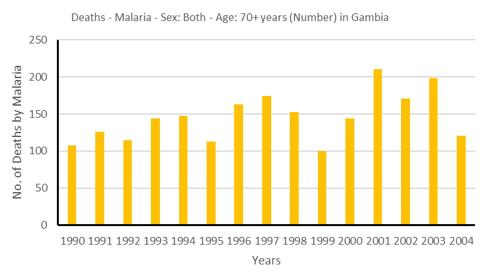 Deaths - Malaria - Sex: Both - Age: 70+ years (Number) in Gambia
250
200
150
100
50
0
No. of Deaths by Malaria
1990 1991 1992 1993 1994 1995 1996 1997 1998 1999 2000 2001 2002 2003 2004
Years